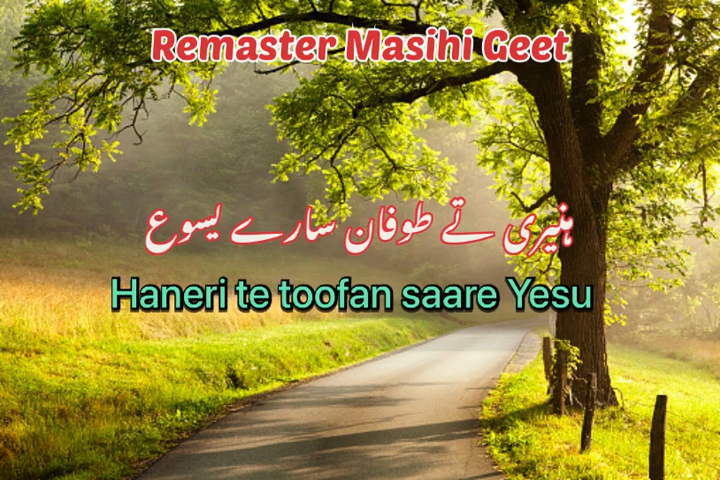 Remaster Masihi Geet
ہنیری تے طوفان سارے یسوع
Haneri te toofan saare Yesu